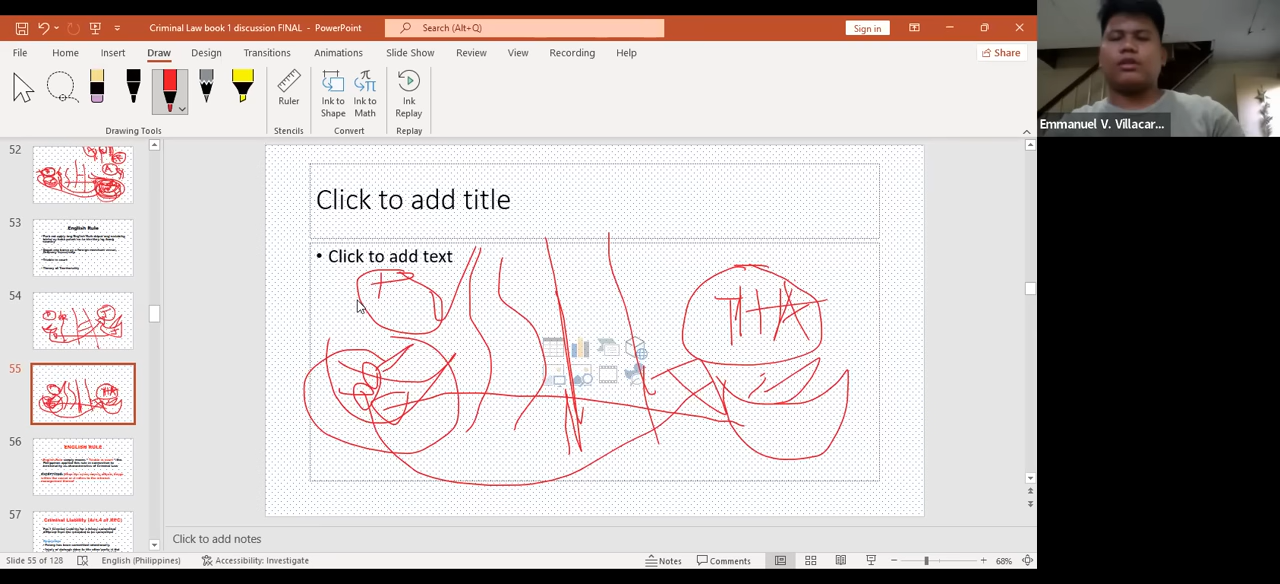 Criminal Law book 1 discussion FINAL - PowerPoint
Search (Alt+Q)
Sign in
File Home Insert Draw Design Transitions Animations Slide Show Review View Recording Help
Share
Ruler
Ink to Shape
Ink to Math
Ink Replay
Drawing Tools
Stencils
Convert
Replay
Emmanuel V. Villacar...
52
53
English Rule
54
55
56
ENGLISH RULE
57
Criminal Liability (Art.4 of RPC)
Click to add title
• Click to add text
P
THA
Click to add notes
Slide 55 of 128
English (Philippines)
Accessibility: Investigate
Notes
Comments
68%